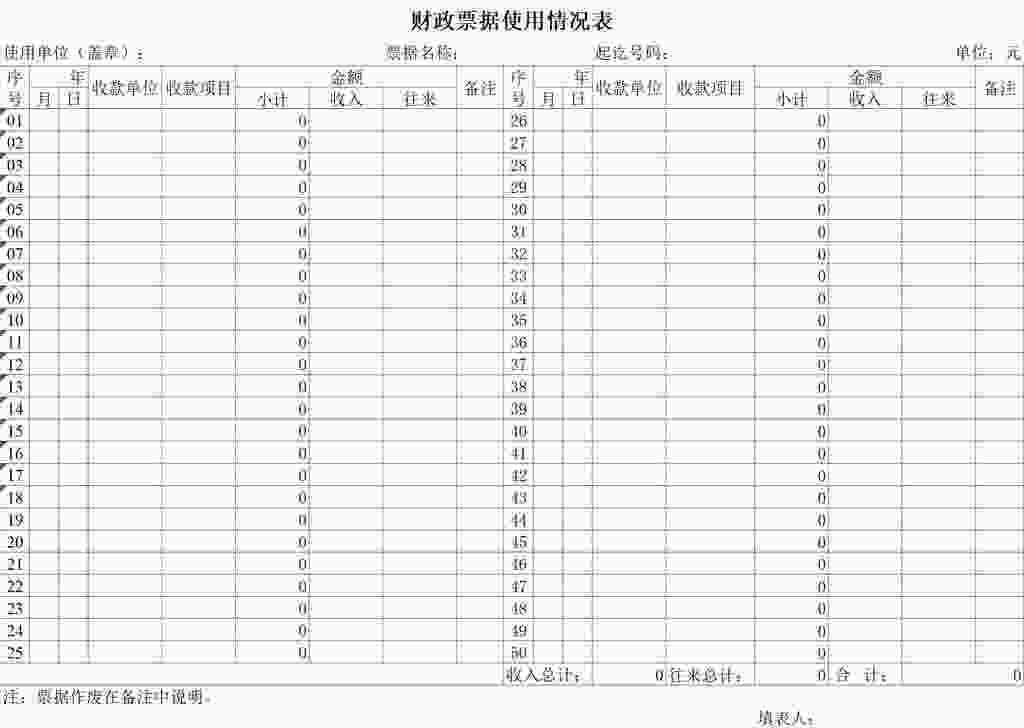 财政票据使用情况表
使用单位（盖章）： 票据名称： 起讫号码： 单位：元
序号 年 月 日 收款单位 收款项目 金额 小计 收入 往来 备注 序号 年 月 日 收款单位 收款项目 金额 小计 收入 往来 备注
01 0 26 0
02 0 27 0
03 0 28 0
04 0 29 0
05 0 30 0
06 0 31 0
07 0 32 0
08 0 33 0
09 0 34 0
10 0 35 0
11 0 36 0
12 0 37 0
13 0 38 0
14 0 39 0
15 0 40 0
16 0 41 0
17 0 42 0
18 0 43 0
19 0 44 0
20 0 45 0
21 0 46 0
22 0 47 0
23 0 48 0
24 0 49 0
25 0 50 0
收入总计： 0 往来总计： 0 合 计： 0
注：票据作废在备注中说明。
填表人：